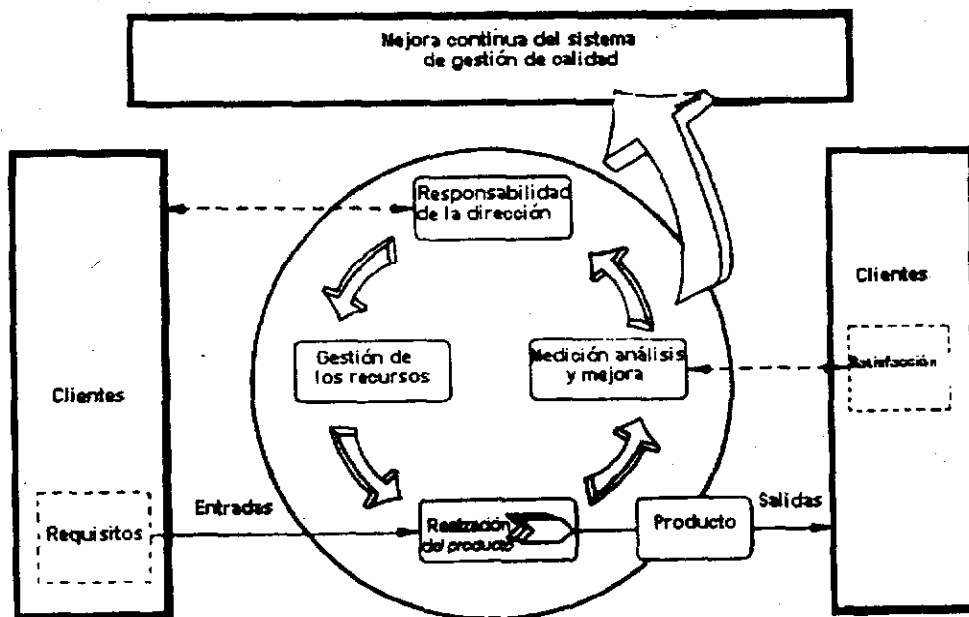 Mejora continua del sistema
de gestión de calidad
Responsabilidad
de la dirección
Clientes
Gestión de
los recursos
Medición análisis
y mejora
Satisfacción
Clientes
Entradas
Requisitos
Realización
del producto
Producto
Salidas